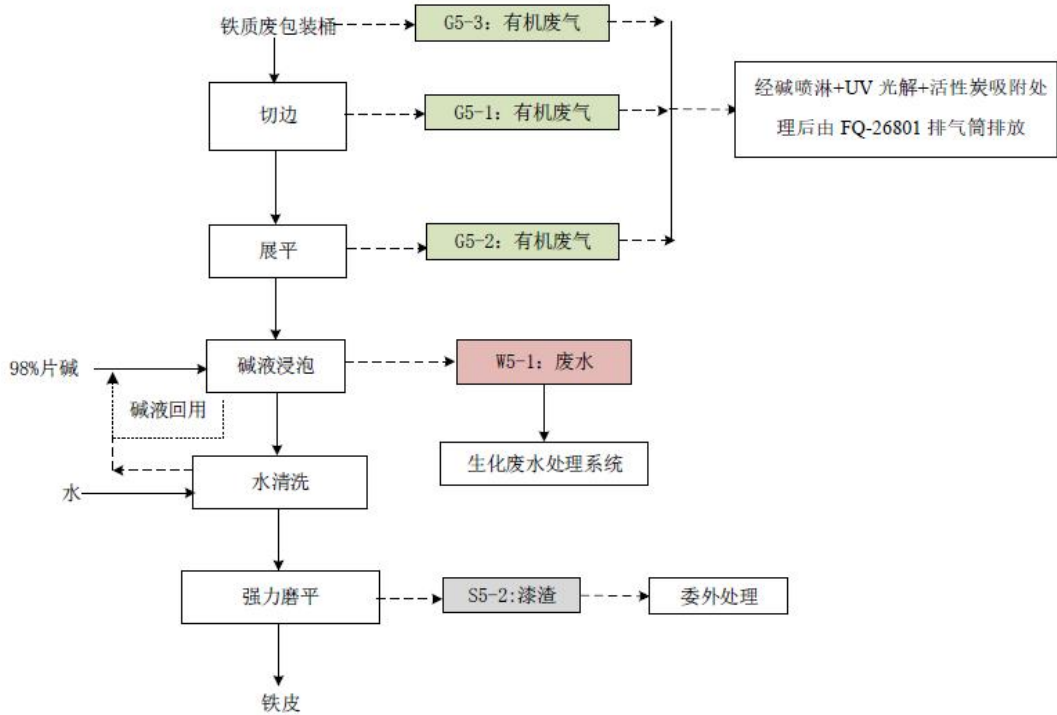 铁质废包装桶
G5-3: 有机废气
切边
G5-1: 有机废气
经碱喷淋+UV 光解+活性炭吸附处
理后由 FQ-26801 排气筒排放
展平
G5-2: 有机废气
98%片碱
碱液浸泡
W5-1: 废水
碱液回用
生化废水处理系统
水清洗
水
强力磨平
S5-2:漆渣
委外处理
铁皮